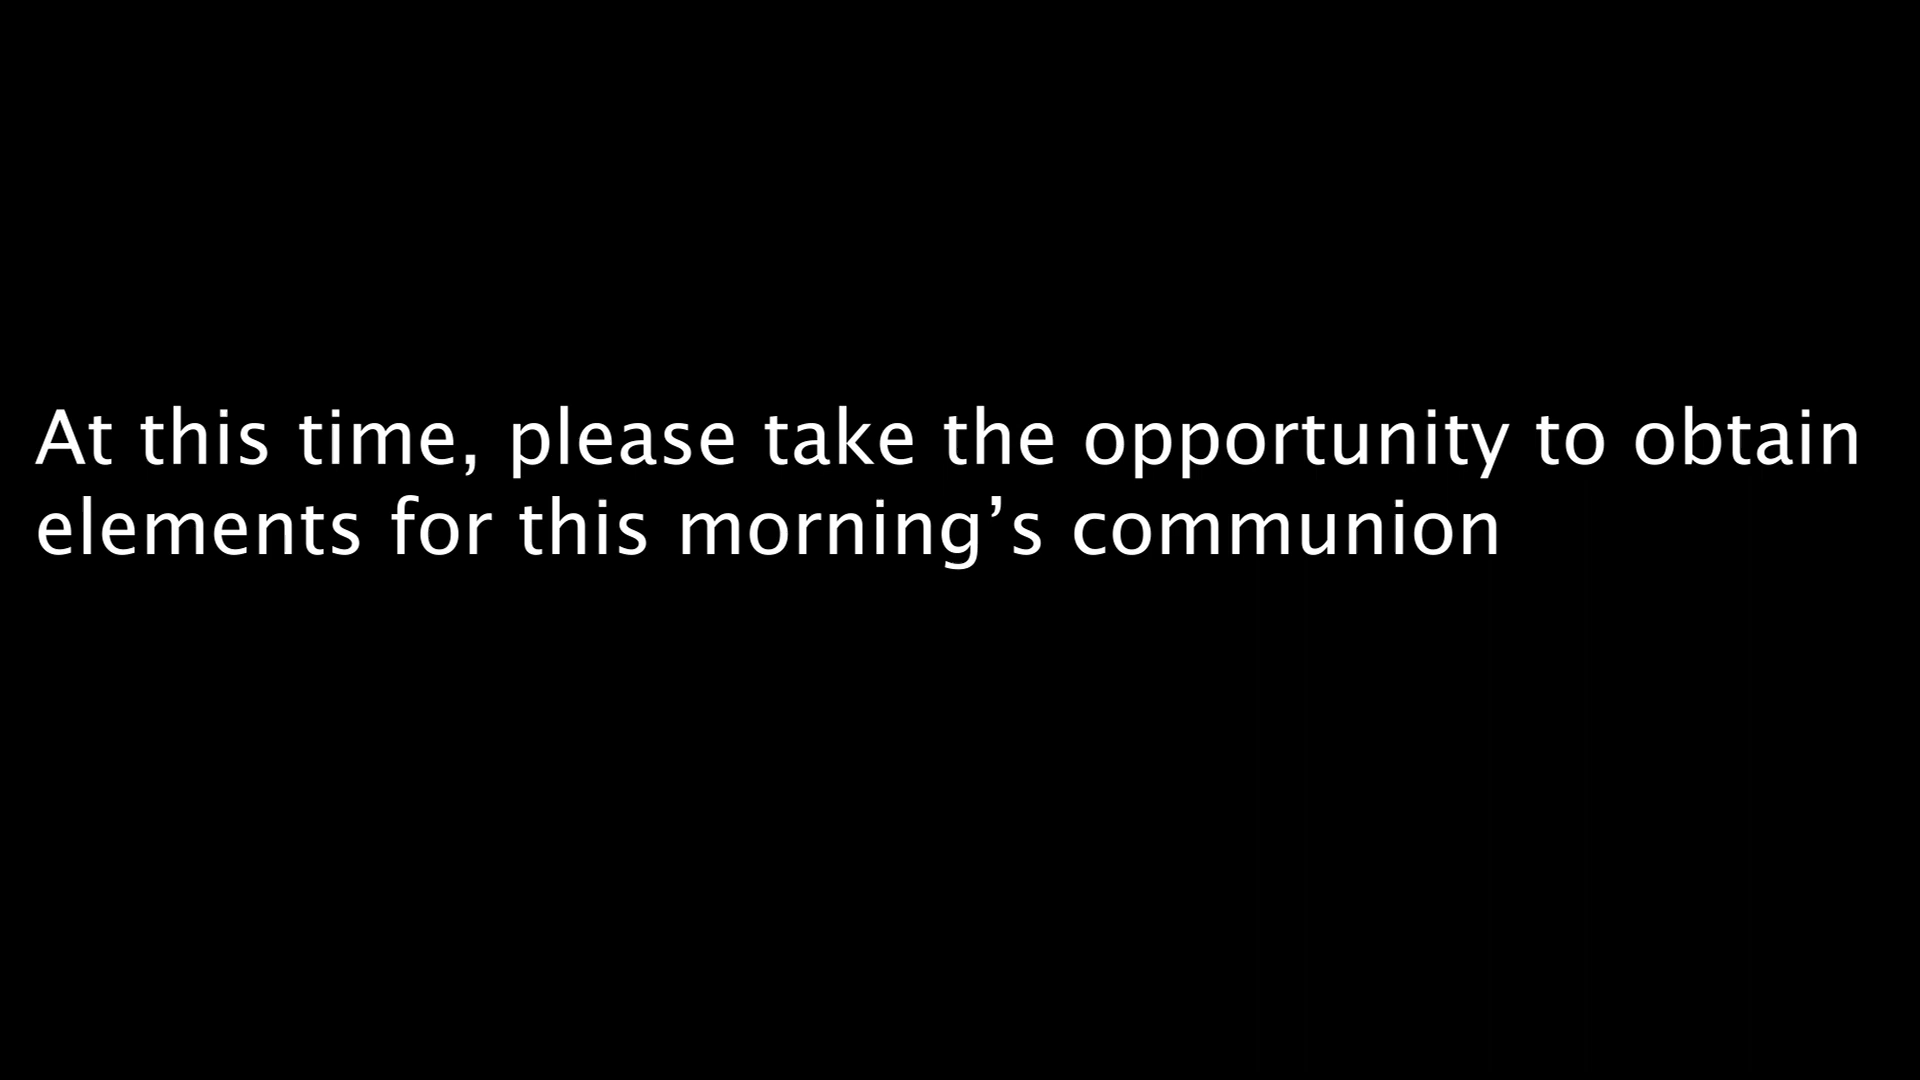 At this time, please take the opportunity to obtain
elements for this morning’s communion